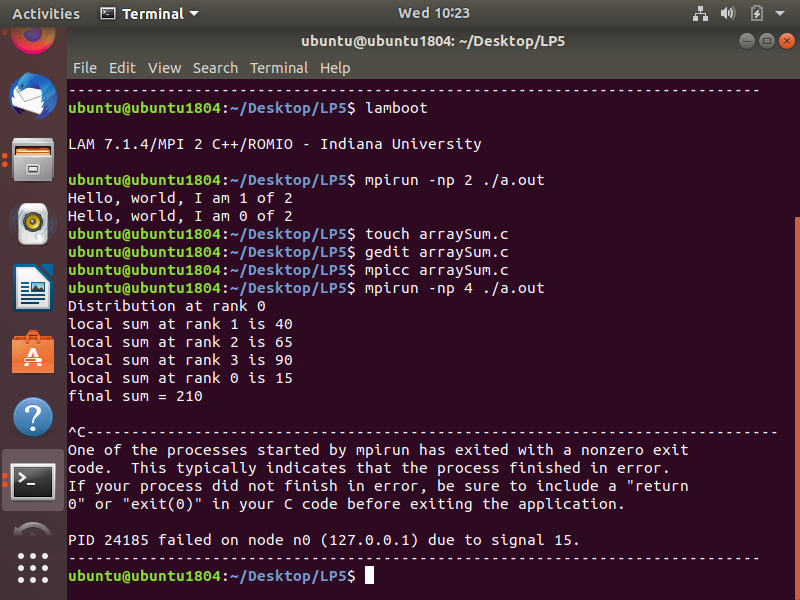 Activities Terminal Wed 10:23
ubuntu@ubuntu1804: ~/Desktop/LP5
File Edit View Search Terminal Help
-----------------------------------------------------------------------------
ubuntu@ubuntu1804:~/Desktop/LP5$ lamboot
LAM 7.1.4/MPI 2 C++/ROMIO - Indiana University
ubuntu@ubuntu1804:~/Desktop/LP5$ mpirun -np 2 ./a.out
Hello, world, I am 1 of 2
Hello, world, I am 0 of 2
ubuntu@ubuntu1804:~/Desktop/LP5$ touch arraySum.c
ubuntu@ubuntu1804:~/Desktop/LP5$ gedit arraySum.c
ubuntu@ubuntu1804:~/Desktop/LP5$ mpicc arraySum.c
ubuntu@ubuntu1804:~/Desktop/LP5$ mpirun -np 4 ./a.out
Distribution at rank 0
local sum at rank 1 is 40
local sum at rank 2 is 65
local sum at rank 3 is 90
local sum at rank 0 is 15
final sum = 210
^C-----------------------------------------------------------------------------
One of the processes started by mpirun has exited with a nonzero exit
code.  This typically indicates that the process finished in error.
If your process did not finish in error, be sure to include a "return
0" or "exit(0)" in your C code before exiting the application.
PID 24185 failed on node n0 (127.0.0.1) due to signal 15.
-----------------------------------------------------------------------------
ubuntu@ubuntu1804:~/Desktop/LP5$